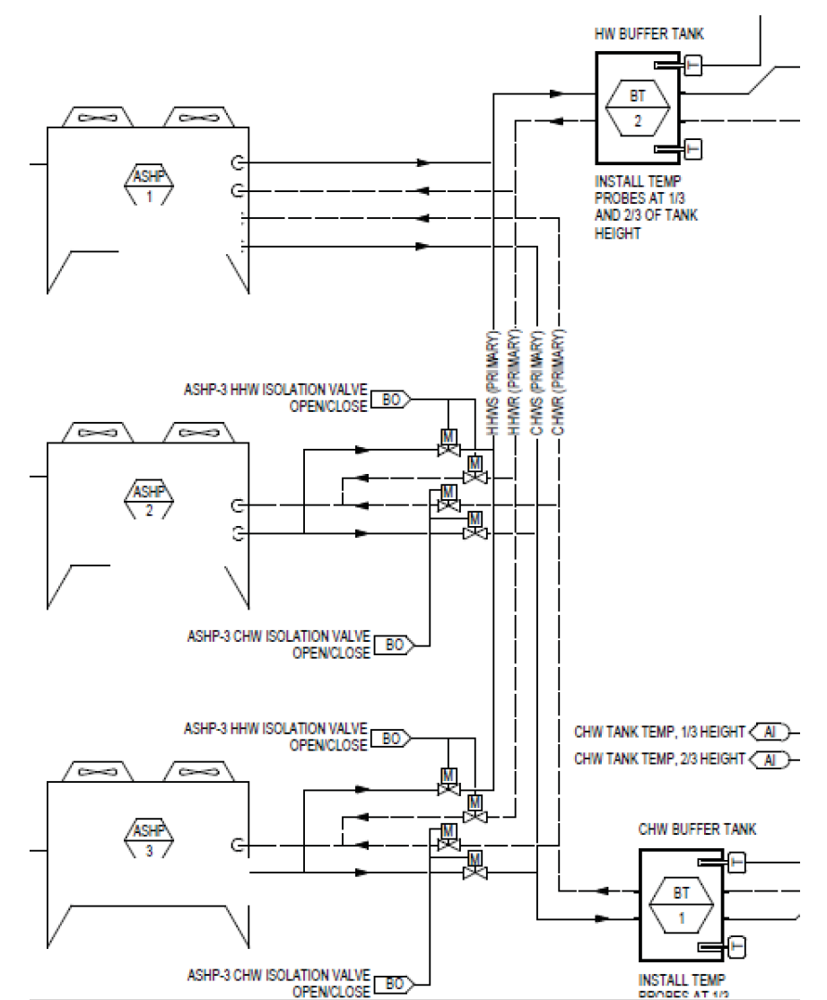 HW BUFFER TANK
T
BT
2
T
INSTALL TEMP
PROBES AT 1/3
AND 2/3 OF TANK
HEIGHT
ASHP
1
HHWS (PRIMARY)
HHWR (PRIMARY)
CHWS (PRIMARY)
CHWR (PRIMARY)
ASHP-3 HHW ISOLATION VALVE
OPEN/CLOSE
BO
M
M
M
M
ASHP
2
ASHP-3 CHW ISOLATION VALVE
OPEN/CLOSE
BO
ASHP-3 HHW ISOLATION VALVE
OPEN/CLOSE
BO
CHW TANK TEMP, 1/3 HEIGHT
AI
CHW TANK TEMP, 2/3 HEIGHT
AI
M
M
M
M
ASHP
3
CHW BUFFER TANK
T
BT
1
T
ASHP-3 CHW ISOLATION VALVE
OPEN/CLOSE
BO
INSTALL TEMP
PROBES AT 1/3